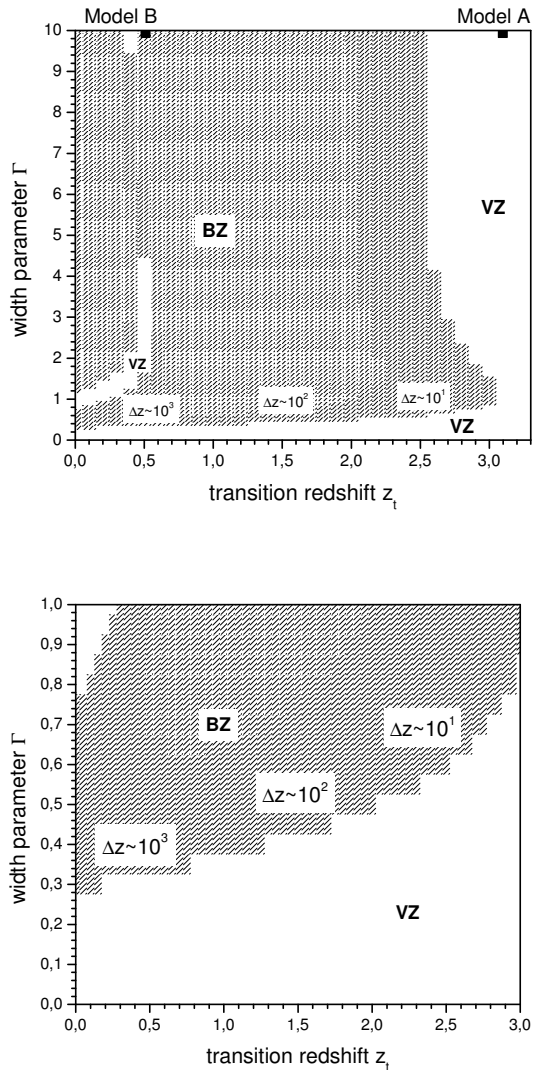 Model B Model A
10
9
8
7
6
5
4
3
2
1
0
width parameter Γ
BZ
VZ
VZ
Δz~10³
Δz~10²
Δz~10¹
VZ
0,0 0,5 1,0 1,5 2,0 2,5 3,0
transition redshift z_t
1,0
0,9
0,8
0,7
0,6
0,5
0,4
0,3
0,2
0,1
0,0
width parameter Γ
BZ
Δz~10¹
Δz~10²
Δz~10³
VZ
0,0 0,5 1,0 1,5 2,0 2,5 3,0
transition redshift z_t